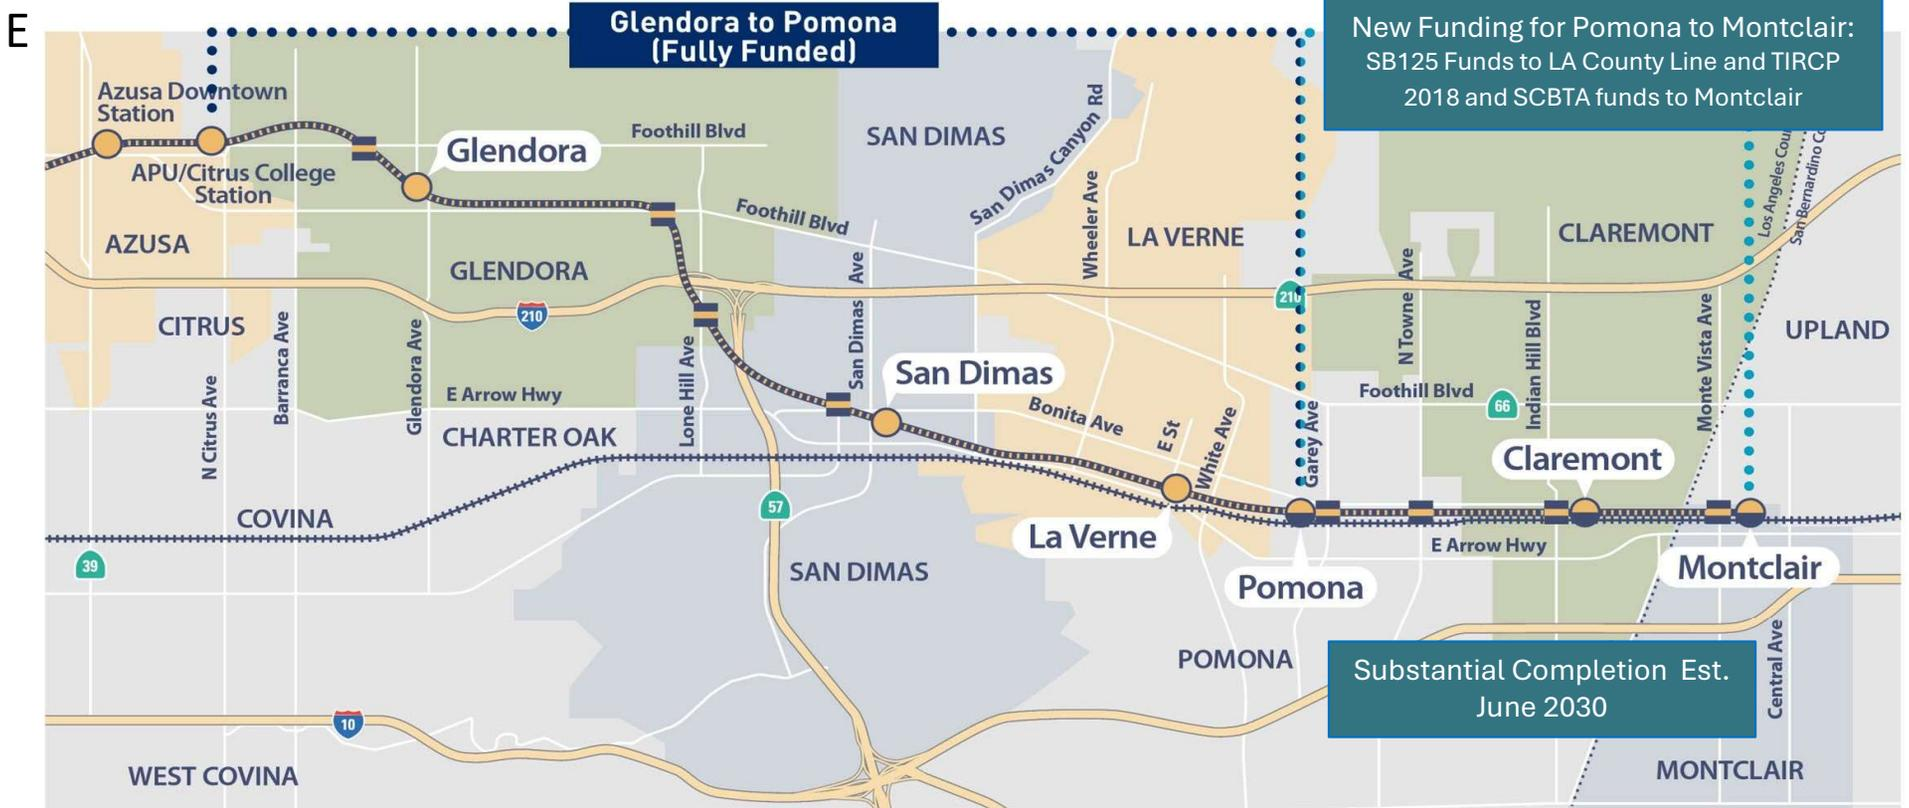 E
Glendora to Pomona
(Fully Funded)
New Funding for Pomona to Montclair:
SB125 Funds to LA County Line and TIRCP
2018 and SCBTA funds to Montclair
Azusa Downtown
Station
APU/Citrus College
Station
Glendora
Foothill Blvd
SAN DIMAS
San Dimas Canyon Rd
Wheeler Ave
Foothill Blvd
LA VERNE
CLAREMONT
Los Angeles
San Bernardino
AZUSA
GLENDORA
San Dimas Ave
N Towne Ave
210
210
CITRUS
Barranca Ave
Glendora Ave
N Citrus Ave
Lone Hill Ave
Indian Hill Blvd
Monte Vista Ave
UPLAND
San Dimas
E Arrow Hwy
Foothill Blvd
66
Bonita Ave
E St
White Ave
Garey Ave
CHARTER OAK
Claremont
COVINA
57
La Verne
E Arrow Hwy
39
SAN DIMAS
Pomona
Montclair
POMONA
Substantial Completion Est.
June 2030
Central Ave
10
WEST COVINA
MONTCLAIR